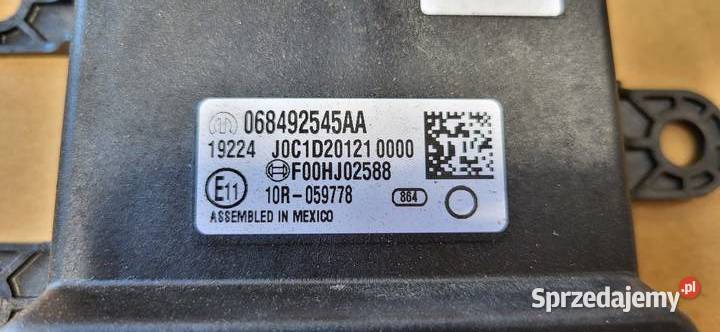 068492545AA
19224 J0C1D20121 0000
F00HJ02588
E11 10R-059778 864
ASSEMBLED IN MEXICO
Sprzedajemy.pl